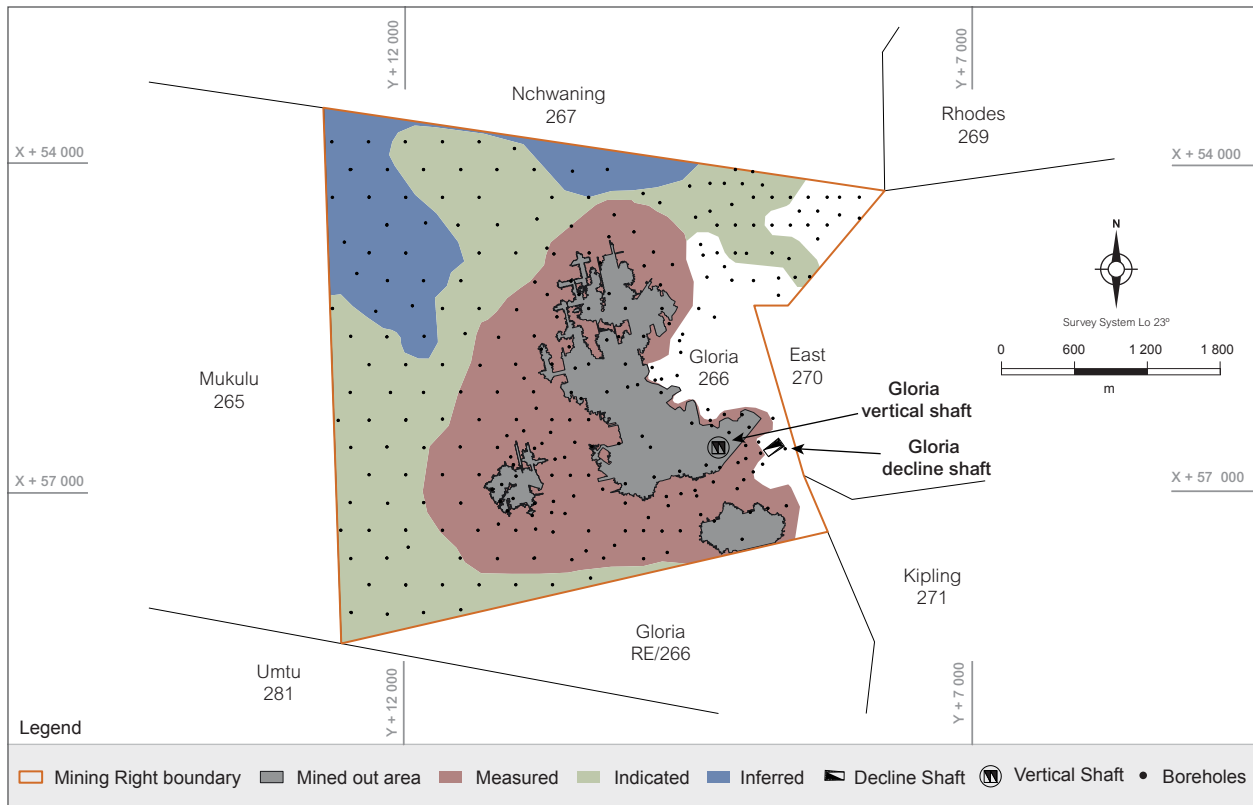 Y + 12 000
Y + 7 000
Nchwaning
267
Rhodes
269
X + 54 000
X + 54 000
N
Survey System Lo 23º
0 600 1 200 1 800
m
Gloria
266
East
270
Mukulu
265
Gloria
vertical shaft
Gloria
decline shaft
X + 57 000
X + 57 000
Kipling
271
Gloria
RE/266
Umtu
281
Y + 12 000
Y + 7 000
Legend
Mining Right boundary Mined out area Measured Indicated Inferred Decline Shaft Vertical Shaft Boreholes